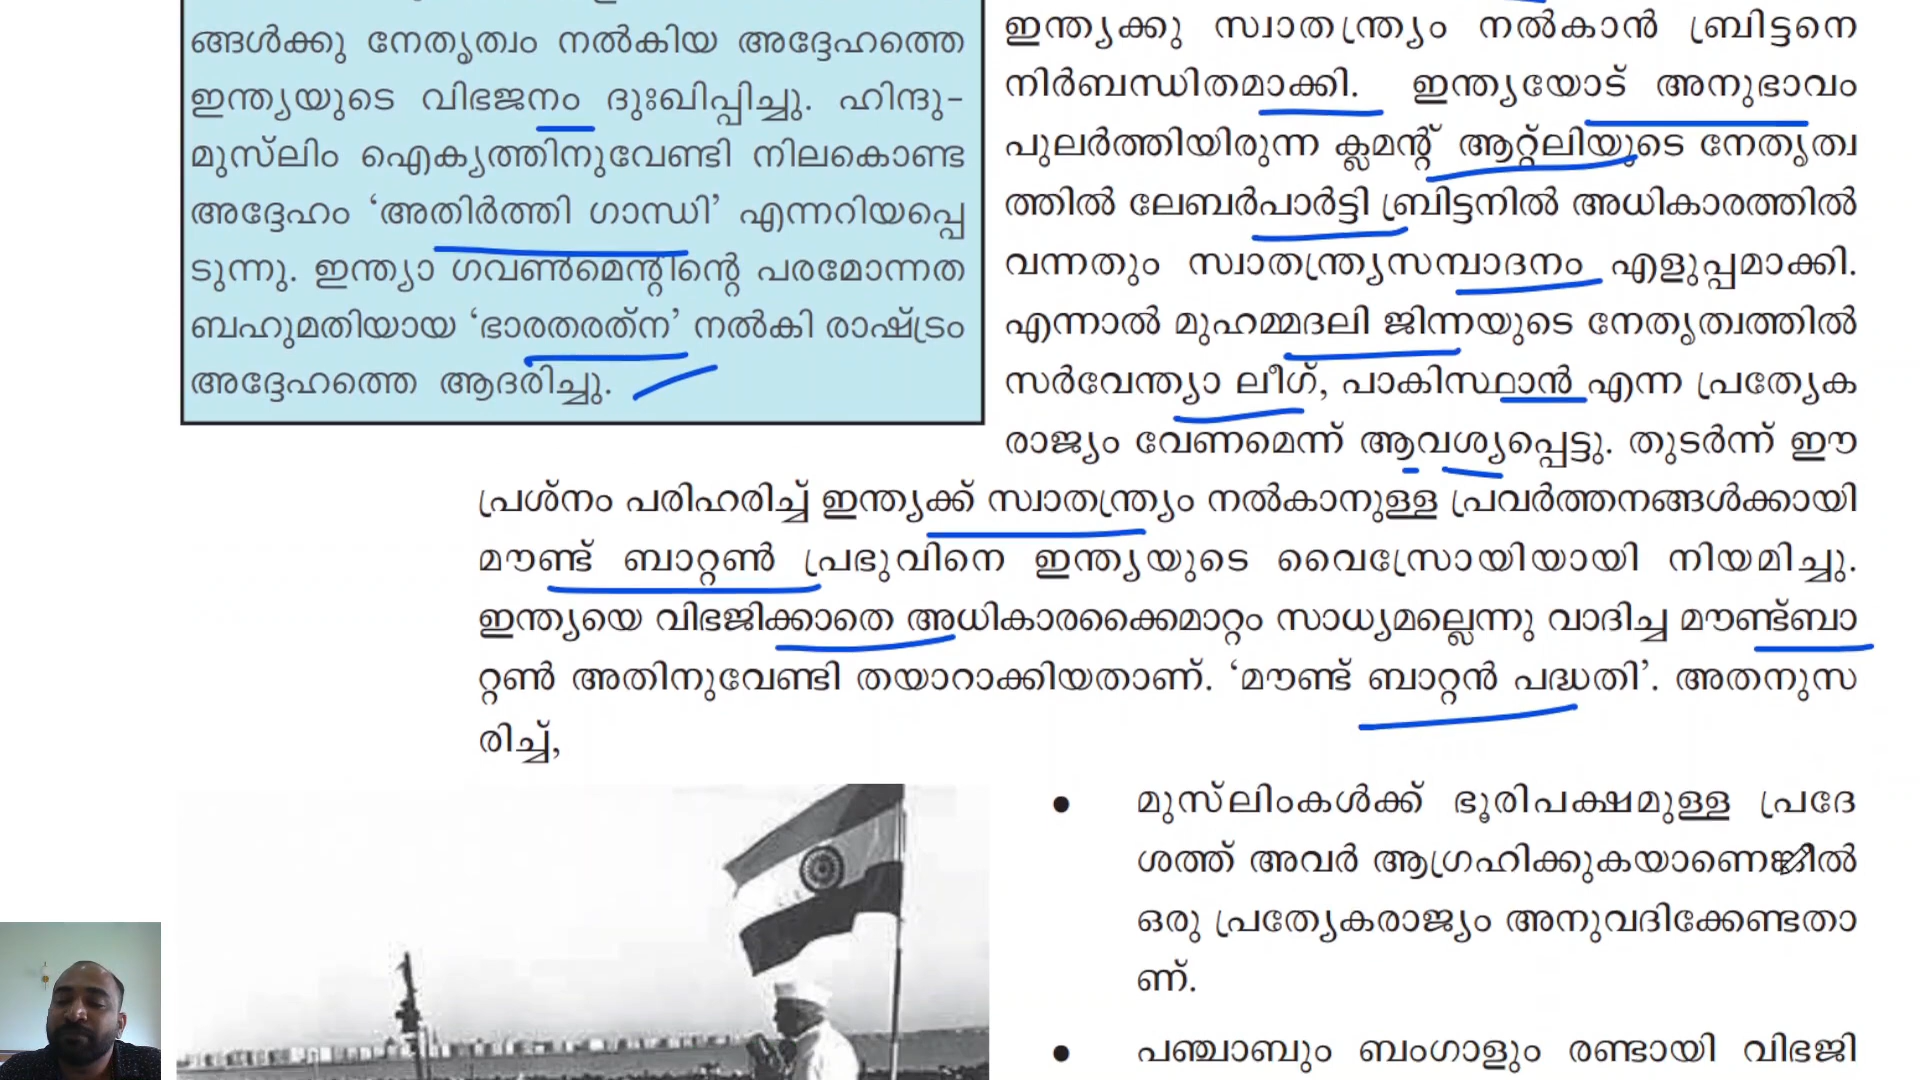 ങ്ങൾക്കു നേതൃത്വം നൽകിയ അദ്ദേഹത്തെ
ഇന്ത്യയുടെ വിഭജനം ദുഃഖിപ്പിച്ചു. ഹിന്ദു-
മുസ്‌ലിം ഐക്യത്തിനുവേണ്ടി നിലകൊണ്ട
അദ്ദേഹം ‘അതിർത്തി ഗാന്ധി’ എന്നറിയപ്പെ
ടുന്നു. ഇന്ത്യാ ഗവൺമെന്റിന്റെ പരമോന്നത
ബഹുമതിയായ ‘ഭാരതരത്ന’ നൽകി രാഷ്ട്രം
അദ്ദേഹത്തെ ആദരിച്ചു.
ഇന്ത്യക്കു സ്വാതന്ത്ര്യം നൽകാൻ ബ്രിട്ടനെ
നിർബന്ധിതമാക്കി. ഇന്ത്യയോട് അനുഭാവം
പുലർത്തിയിരുന്ന ക്ലമന്റ് ആറ്റ്ലിയുടെ നേതൃത്വ
ത്തിൽ ലേബർപാർട്ടി ബ്രിട്ടനിൽ അധികാരത്തിൽ
വന്നതും സ്വാതന്ത്ര്യസമ്പാദനം എളുപ്പമാക്കി.
എന്നാൽ മുഹമ്മദലി ജിന്നയുടെ നേതൃത്വത്തിൽ
സർവേന്ത്യാ ലീഗ്, പാകിസ്ഥാൻ എന്ന പ്രത്യേക
രാജ്യം വേണമെന്ന് ആവശ്യപ്പെട്ടു. തുടർന്ന് ഈ
പ്രശ്നം പരിഹരിച്ച് ഇന്ത്യക്ക് സ്വാതന്ത്ര്യം നൽകാനുള്ള പ്രവർത്തനങ്ങൾക്കായി
മൗണ്ട് ബാറ്റൺ പ്രഭുവിനെ ഇന്ത്യയുടെ വൈസ്രോയിയായി നിയമിച്ചു.
ഇന്ത്യയെ വിഭജിക്കാതെ അധികാരക്കൈമാറ്റം സാധ്യമല്ലെന്നു വാദിച്ച മൗണ്ട്ബാ
റ്റൺ അതിനുവേണ്ടി തയാറാക്കിയതാണ്. ‘മൗണ്ട് ബാറ്റൻ പദ്ധതി’. അതനുസ
രിച്ച്,
• മുസ്‌ലിംകൾക്ക് ഭൂരിപക്ഷമുള്ള പ്രദേ
ശത്ത് അവർ ആഗ്രഹിക്കുകയാണെങ്കിൽ
ഒരു പ്രത്യേകരാജ്യം അനുവദിക്കേണ്ടതാ
ണ്.
• പഞ്ചാബും ബംഗാളും രണ്ടായി വിഭജി